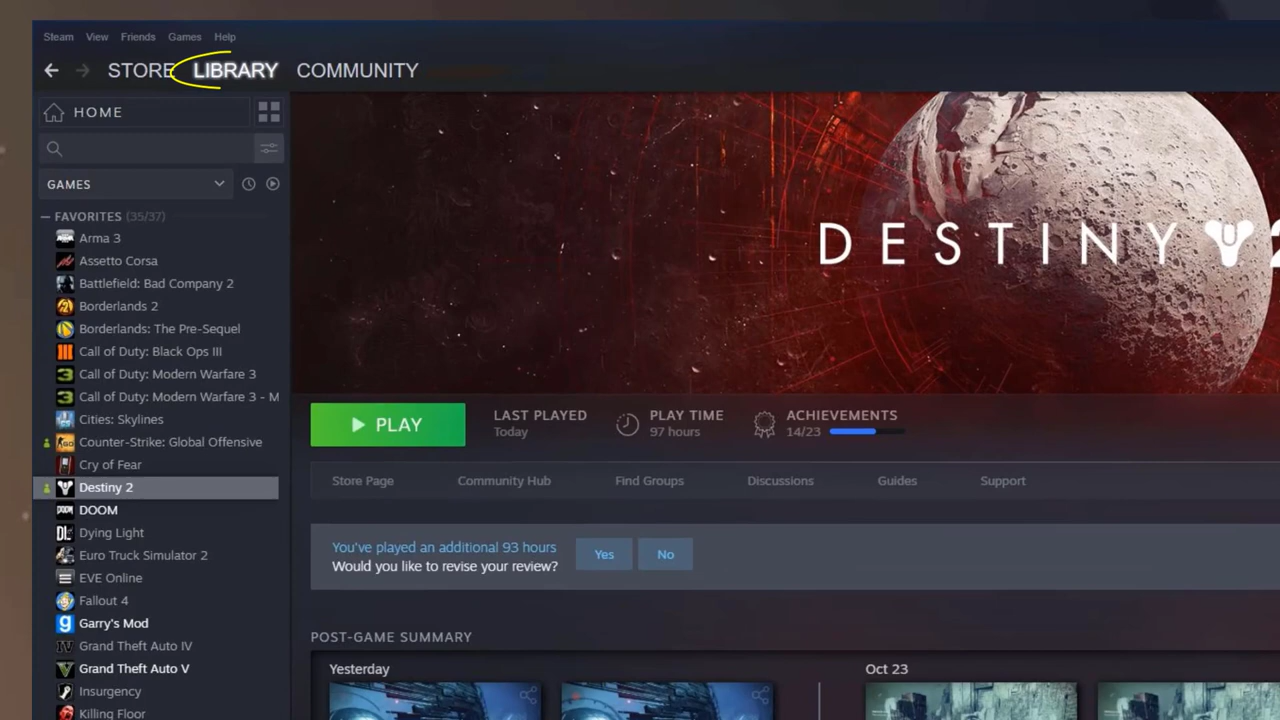 Steam View Friends Games Help
STORE LIBRARY COMMUNITY
HOME
GAMES
FAVORITES (35/37)
Arma 3
Assetto Corsa
Battlefield: Bad Company 2
Borderlands 2
Borderlands: The Pre-Sequel
Call of Duty: Black Ops III
Call of Duty: Modern Warfare 3
Call of Duty: Modern Warfare 3 - M
Cities: Skylines
Counter-Strike: Global Offensive
Cry of Fear
Destiny 2
DOOM
Dying Light
Euro Truck Simulator 2
EVE Online
Fallout 4
Garry's Mod
Grand Theft Auto IV
Grand Theft Auto V
Insurgency
Killing Floor
DESTINY 2
PLAY
LAST PLAYED
Today
PLAY TIME
97 hours
ACHIEVEMENTS
14/23
Store Page Community Hub Find Groups Discussions Guides Support
You've played an additional 93 hours
Would you like to revise your review?
Yes No
POST-GAME SUMMARY
Yesterday
Oct 23